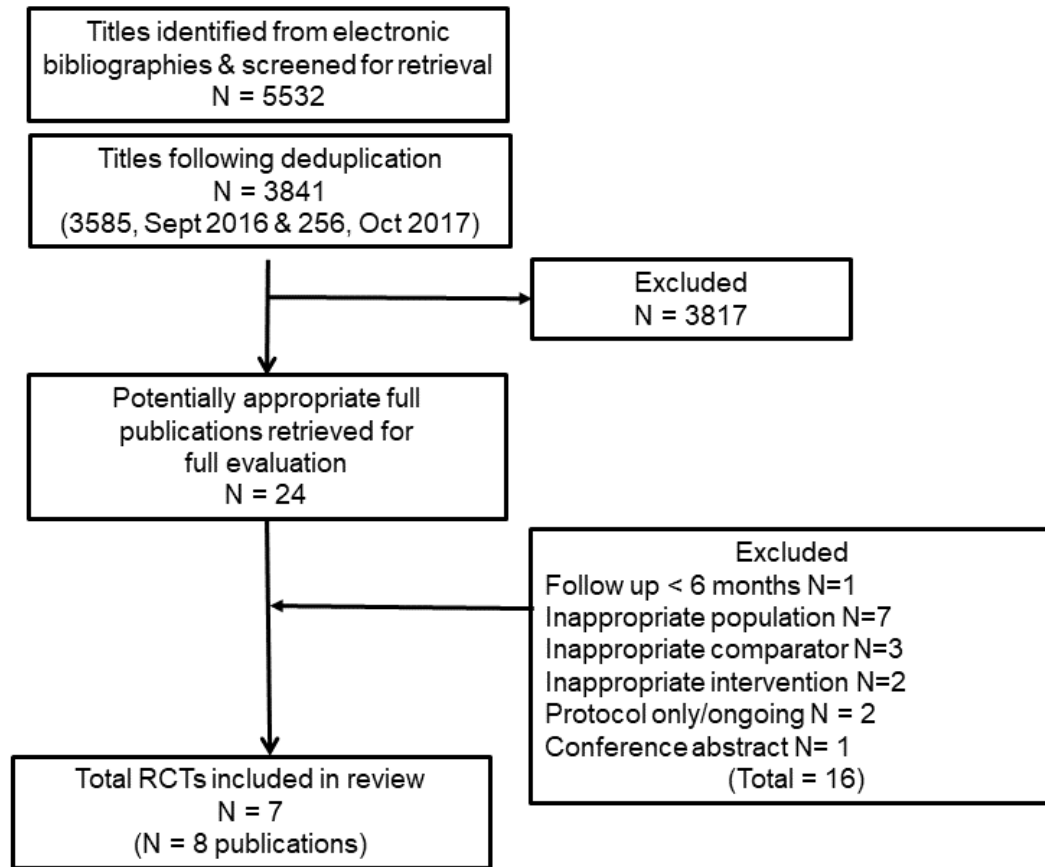 Titles identified from electronic
bibliographies & screened for retrieval
N = 5532
Titles following deduplication
N = 3841
(3585, Sept 2016 & 256, Oct 2017)
Excluded
N = 3817
Potentially appropriate full
publications retrieved for
full evaluation
N = 24
Excluded
Follow up < 6 months N=1
Inappropriate population N=7
Inappropriate comparator N=3
Inappropriate intervention N=2
Protocol only/ongoing N = 2
Conference abstract N= 1
(Total = 16)
Total RCTs included in review
N = 7
(N = 8 publications)